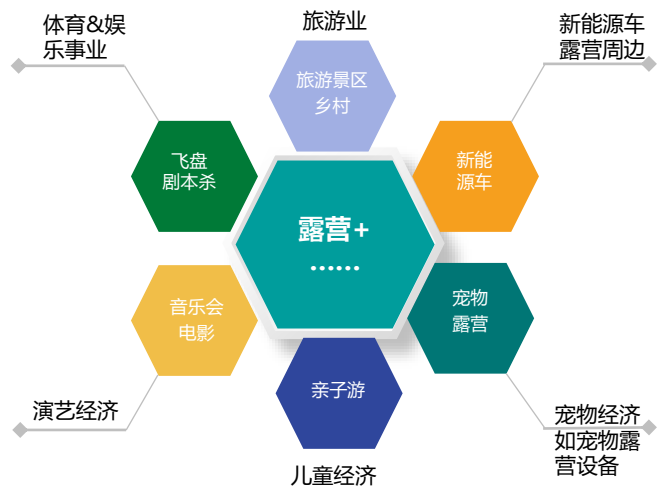 体育&娱
乐事业
旅游业
新能源车
露营周边
旅游景区
乡村
飞盘
剧本杀
新能
源车
露营+
......
音乐会
电影
宠物
露营
亲子游
演艺经济
儿童经济
宠物经济
如宠物露
营设备